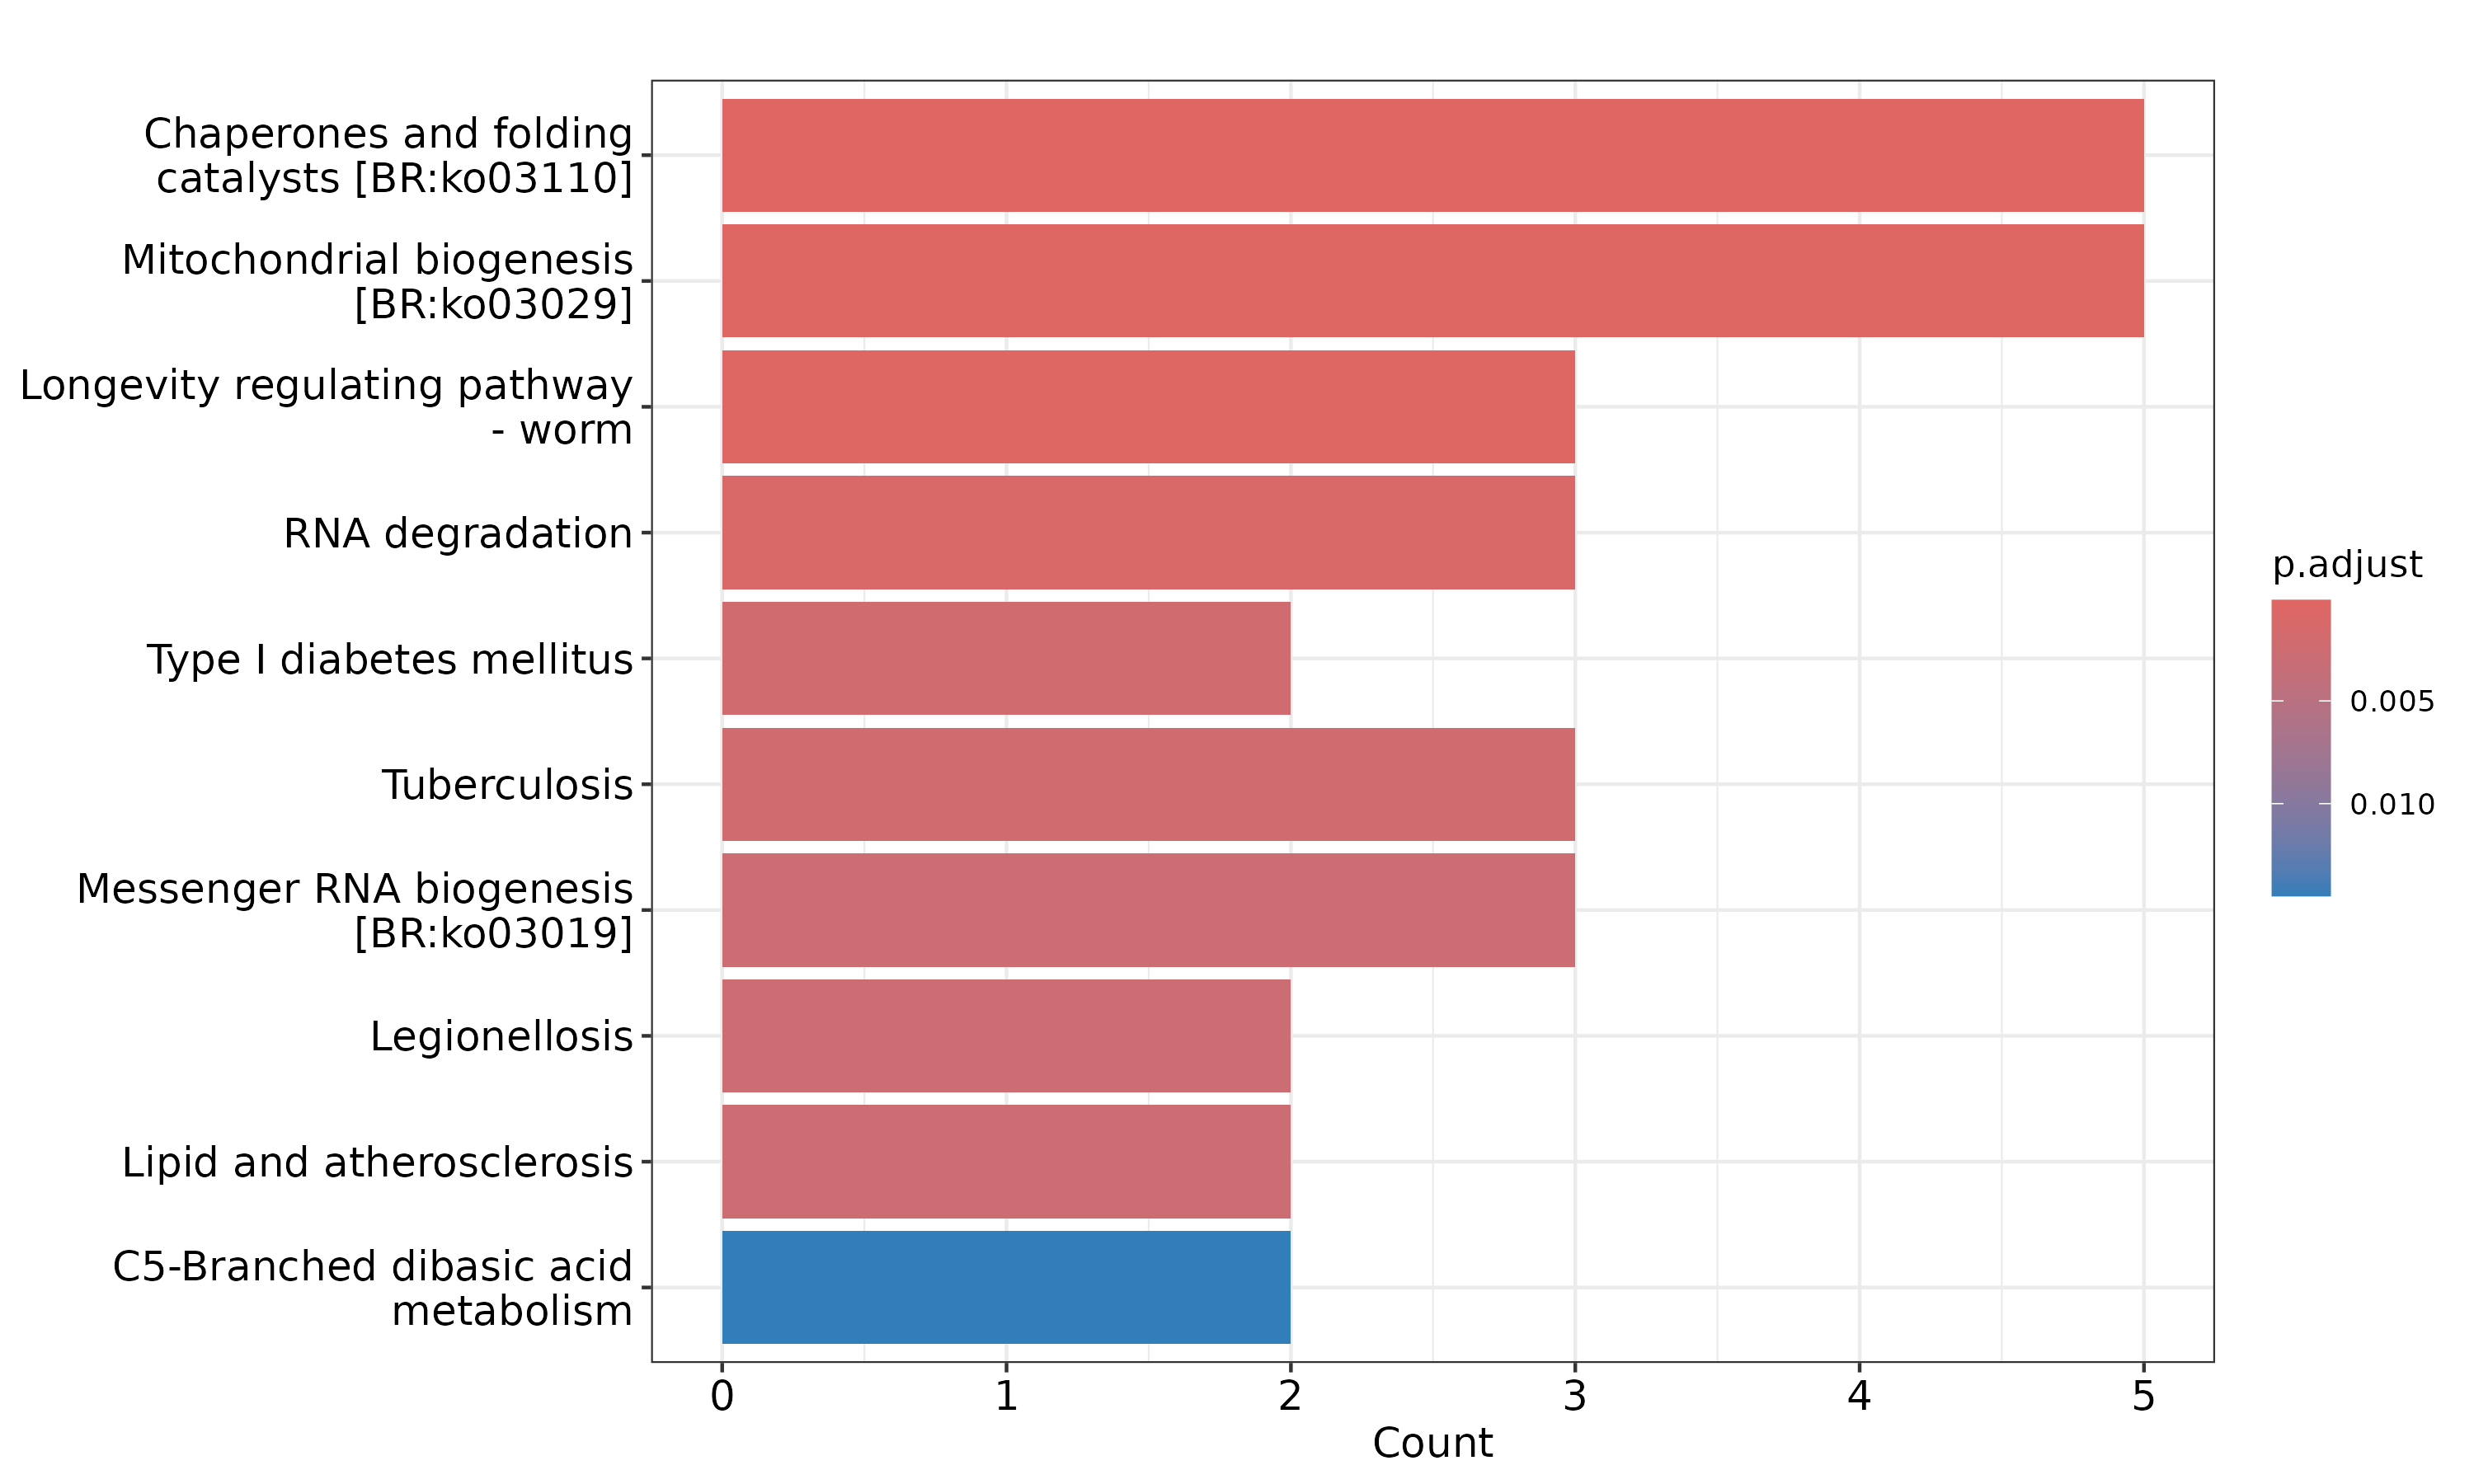 Chaperones and folding
catalysts [BR:ko03110]
Mitochondrial biogenesis
[BR:ko03029]
Longevity regulating pathway
- worm
RNA degradation
Type I diabetes mellitus
Tuberculosis
Messenger RNA biogenesis
[BR:ko03019]
Legionellosis
Lipid and atherosclerosis
C5-Branched dibasic acid
metabolism
0 1 2 3 4 5
Count
p.adjust
0.005
0.010